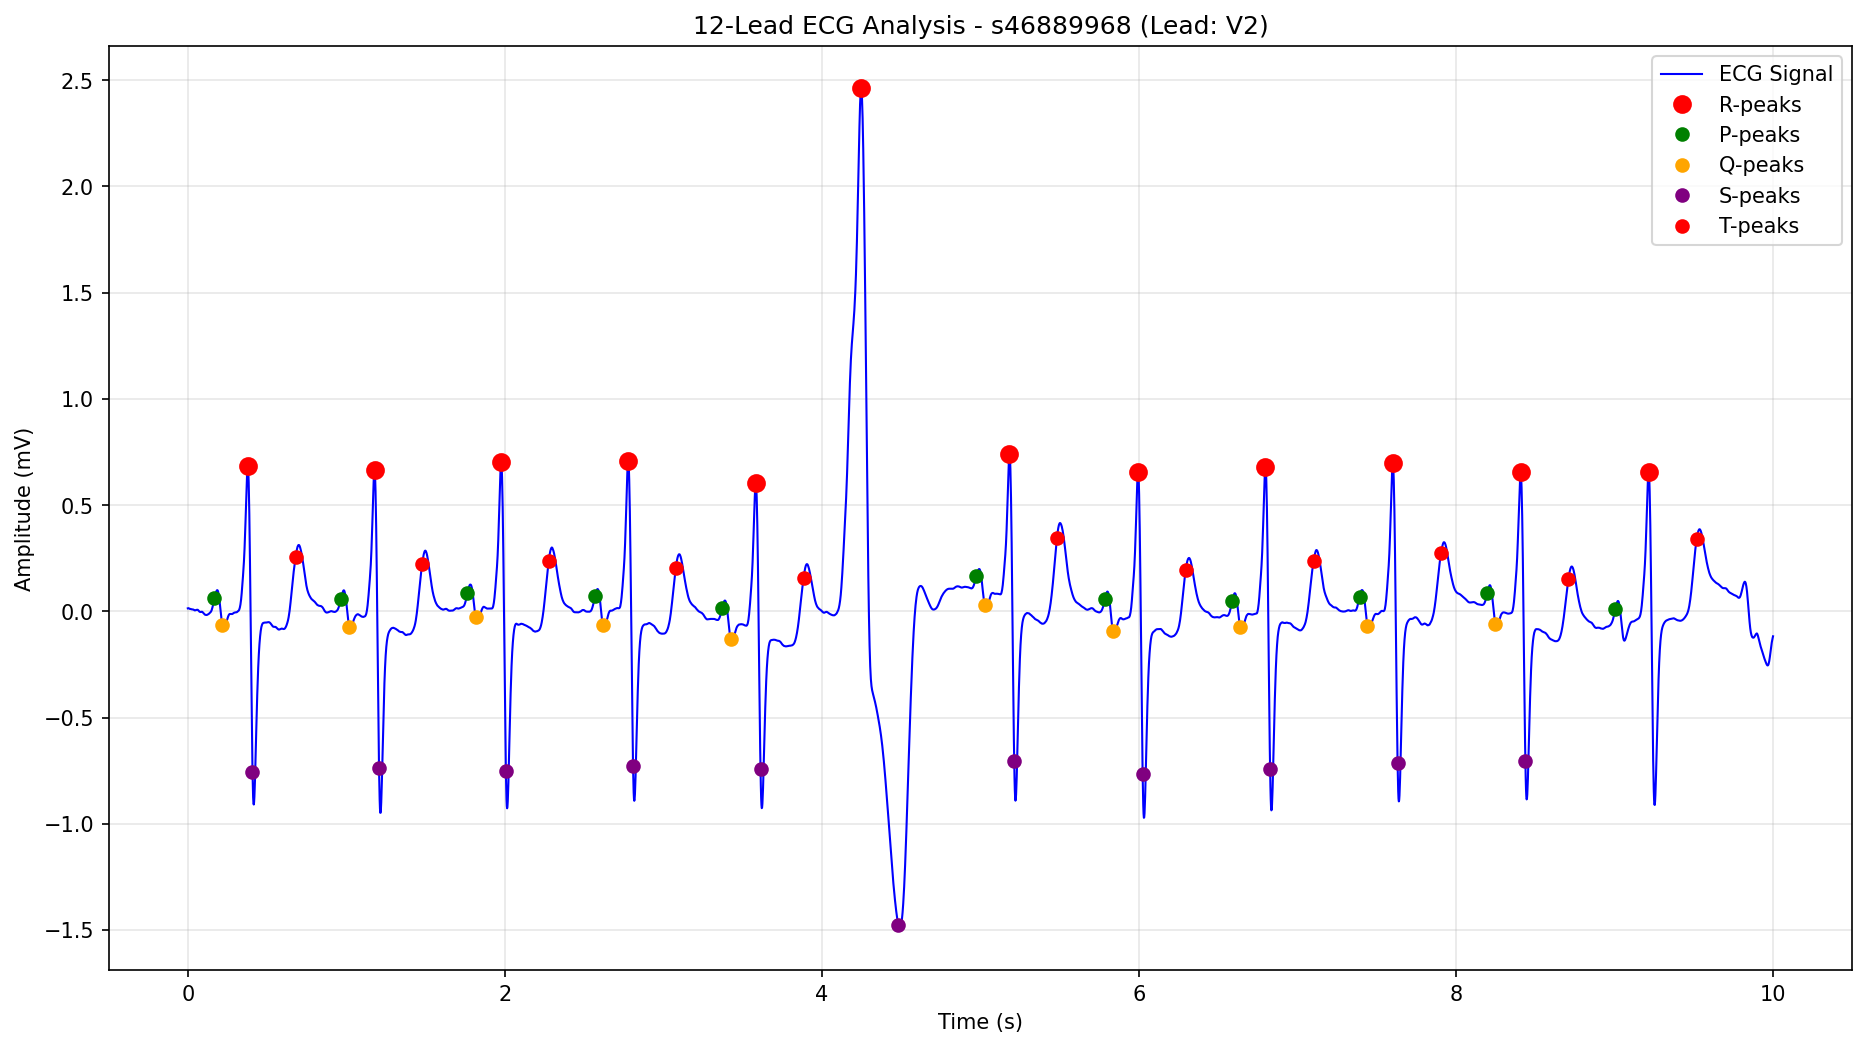 12-Lead ECG Analysis - s46889968 (Lead: V2)
ECG Signal
R-peaks
P-peaks
Q-peaks
S-peaks
T-peaks
Amplitude (mV)
2.5
2.0
1.5
1.0
0.5
0.0
−0.5
−1.0
−1.5
0 2 4 6 8 10
Time (s)